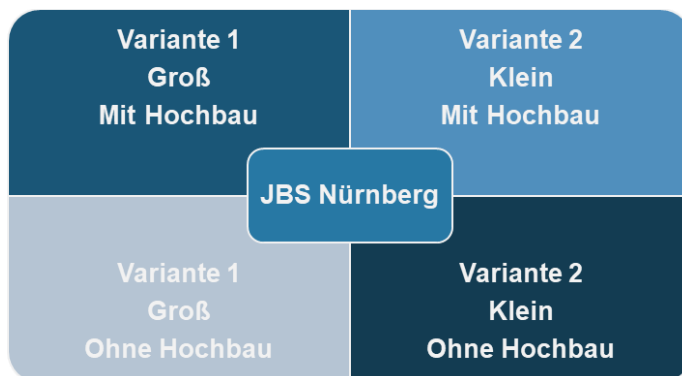 Variante 1
Groß
Mit Hochbau
Variante 2
Klein
Mit Hochbau
JBS Nürnberg
Variante 1
Groß
Ohne Hochbau
Variante 2
Klein
Ohne Hochbau